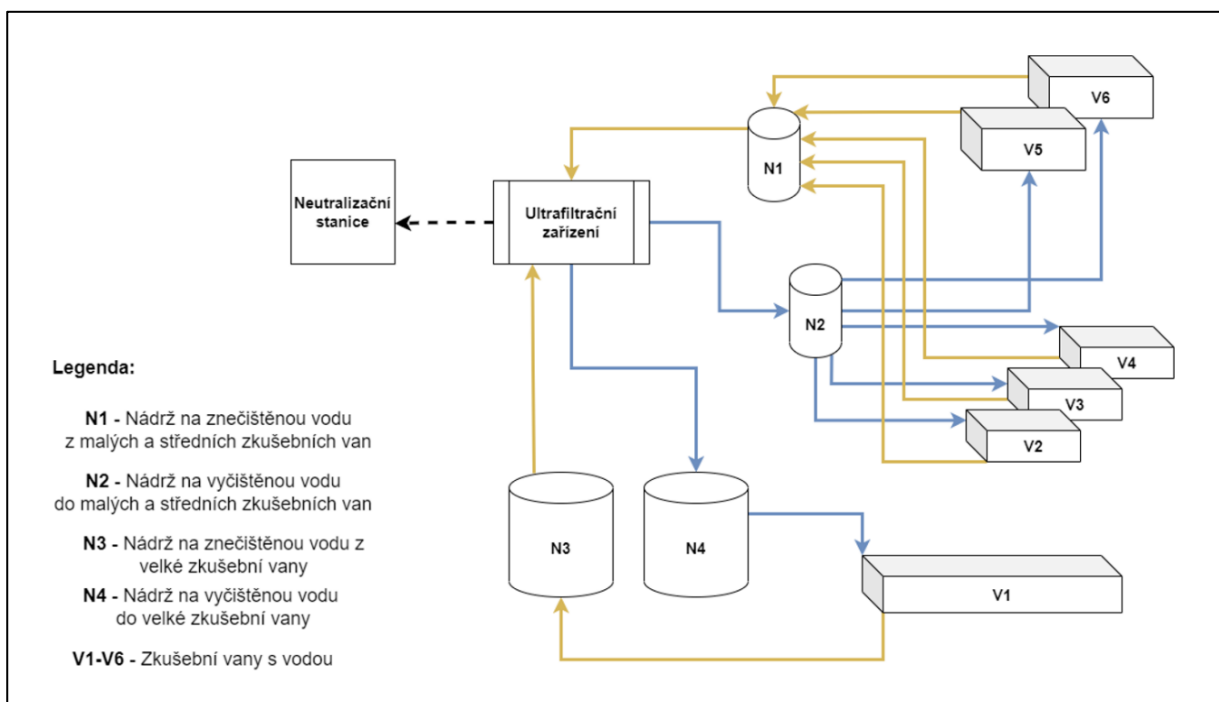 V6
V5
N1
Neutralizační
stanice
Ultrafiltrační
zařízení
N2
V4
V3
V2
Legenda:
N1 - Nádrž na znečištěnou vodu
z malých a středních zkušebních van
N2 - Nádrž na vyčištěnou vodu
do malých a středních zkušebních van
N3 - Nádrž na znečištěnou vodu z
velké zkušební vany
N4 - Nádrž na vyčištěnou vodu
do velké zkušební vany
V1-V6 - Zkušební vany s vodou
N3
N4
V1